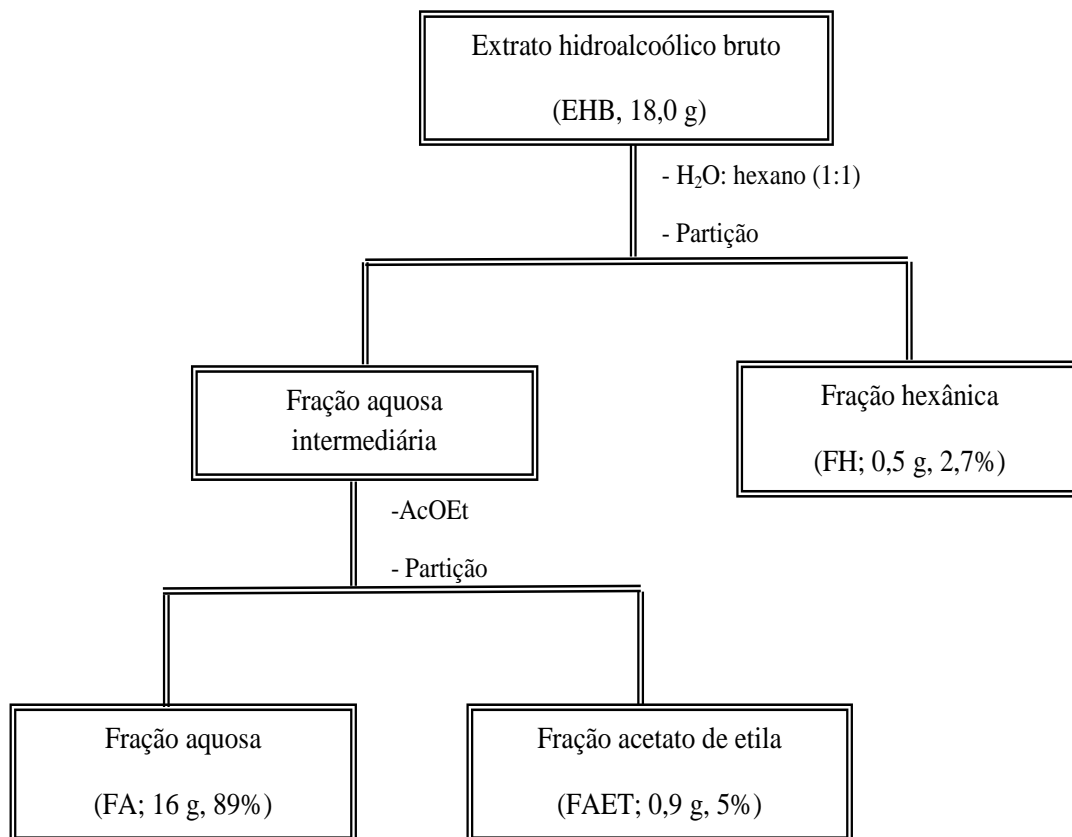 Extrato hidroalcoólico bruto
(EHB, 18,0 g)
- H₂O: hexano (1:1)
- Partição
Fração aquosa
intermediária
Fração hexânica
(FH; 0,5 g, 2,7%)
-AcOEt
- Partição
Fração aquosa
(FA; 16 g, 89%)
Fração acetato de etila
(FAET; 0,9 g, 5%)